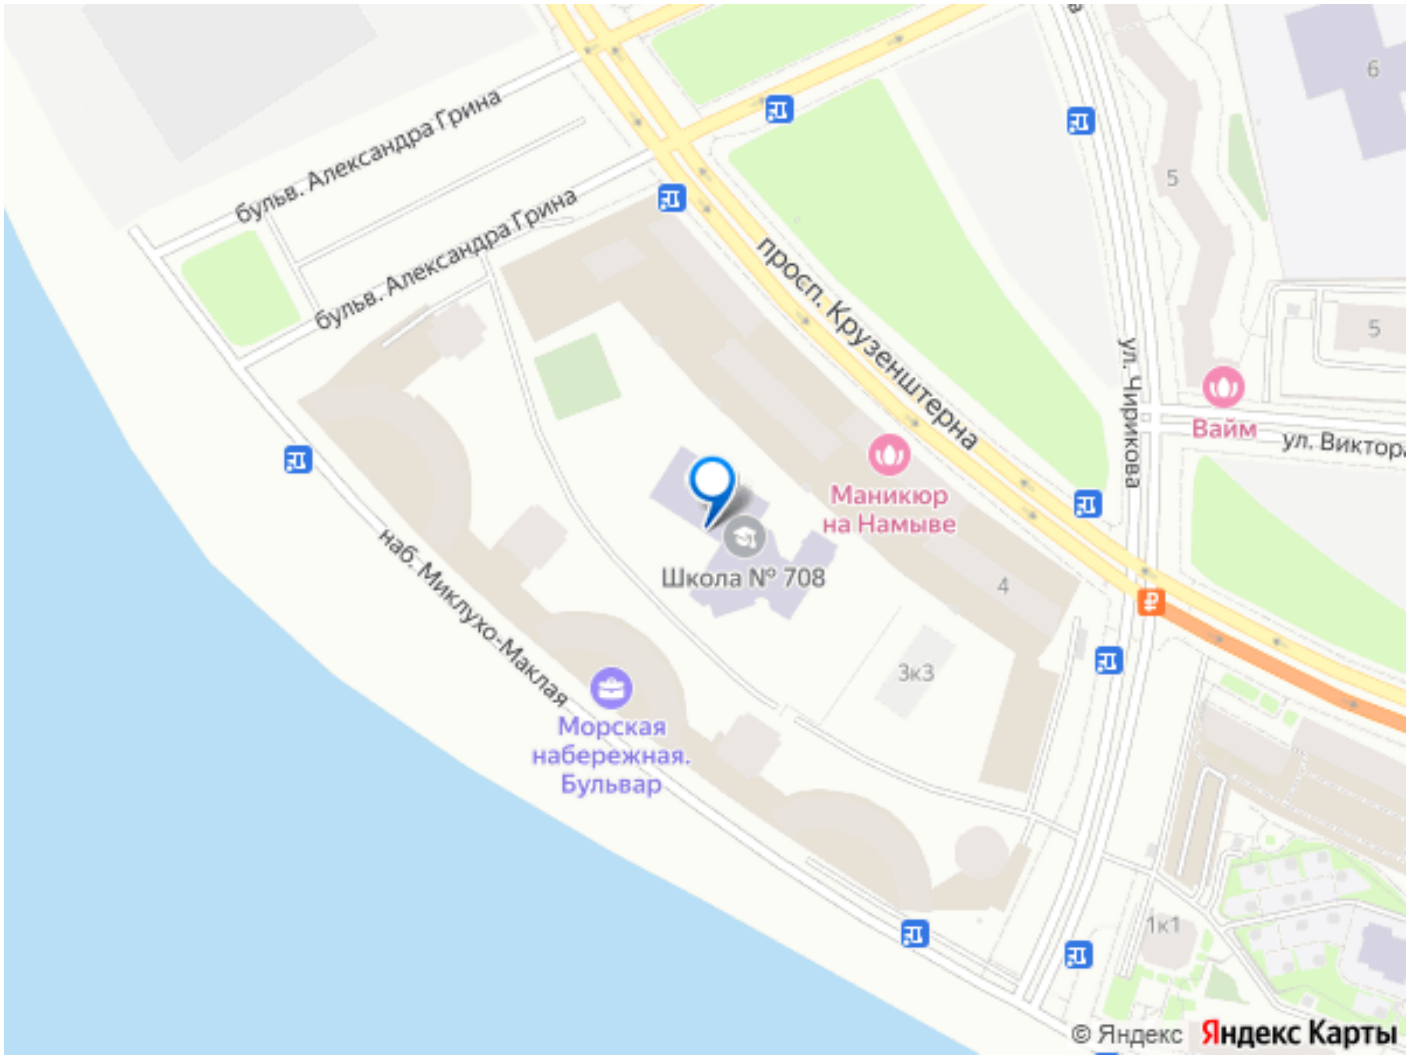 6
бульв. Александра Грина
5
бульв. Александра Грина
просп. Крузенштерна
5
ул. Чирикова
Вайм
ул. Виктора
Маникюр
на Намыве
наб. Миклухо-Маклая
Школа № 708
4
3к3
Морская
набережная.
Бульвар
1к1
© Яндекс Яндекс Карты